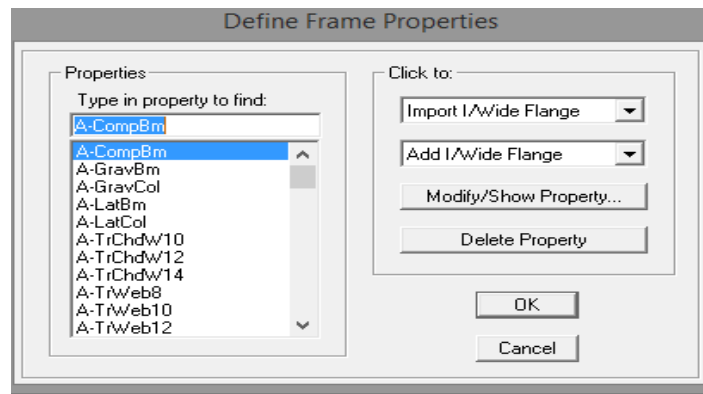 Define Frame Properties
Properties
Type in property to find:
A-CompBm
A-CompBm
A-GravBm
A-GravCol
A-LatBm
A-LatCol
A-TrChdW10
A-TrChdW12
A-TrChdW14
A-TrWeb8
A-TrWeb10
A-TrWeb12
Click to:
Import I/Wide Flange
Add I/Wide Flange
Modify/Show Property...
Delete Property
OK
Cancel